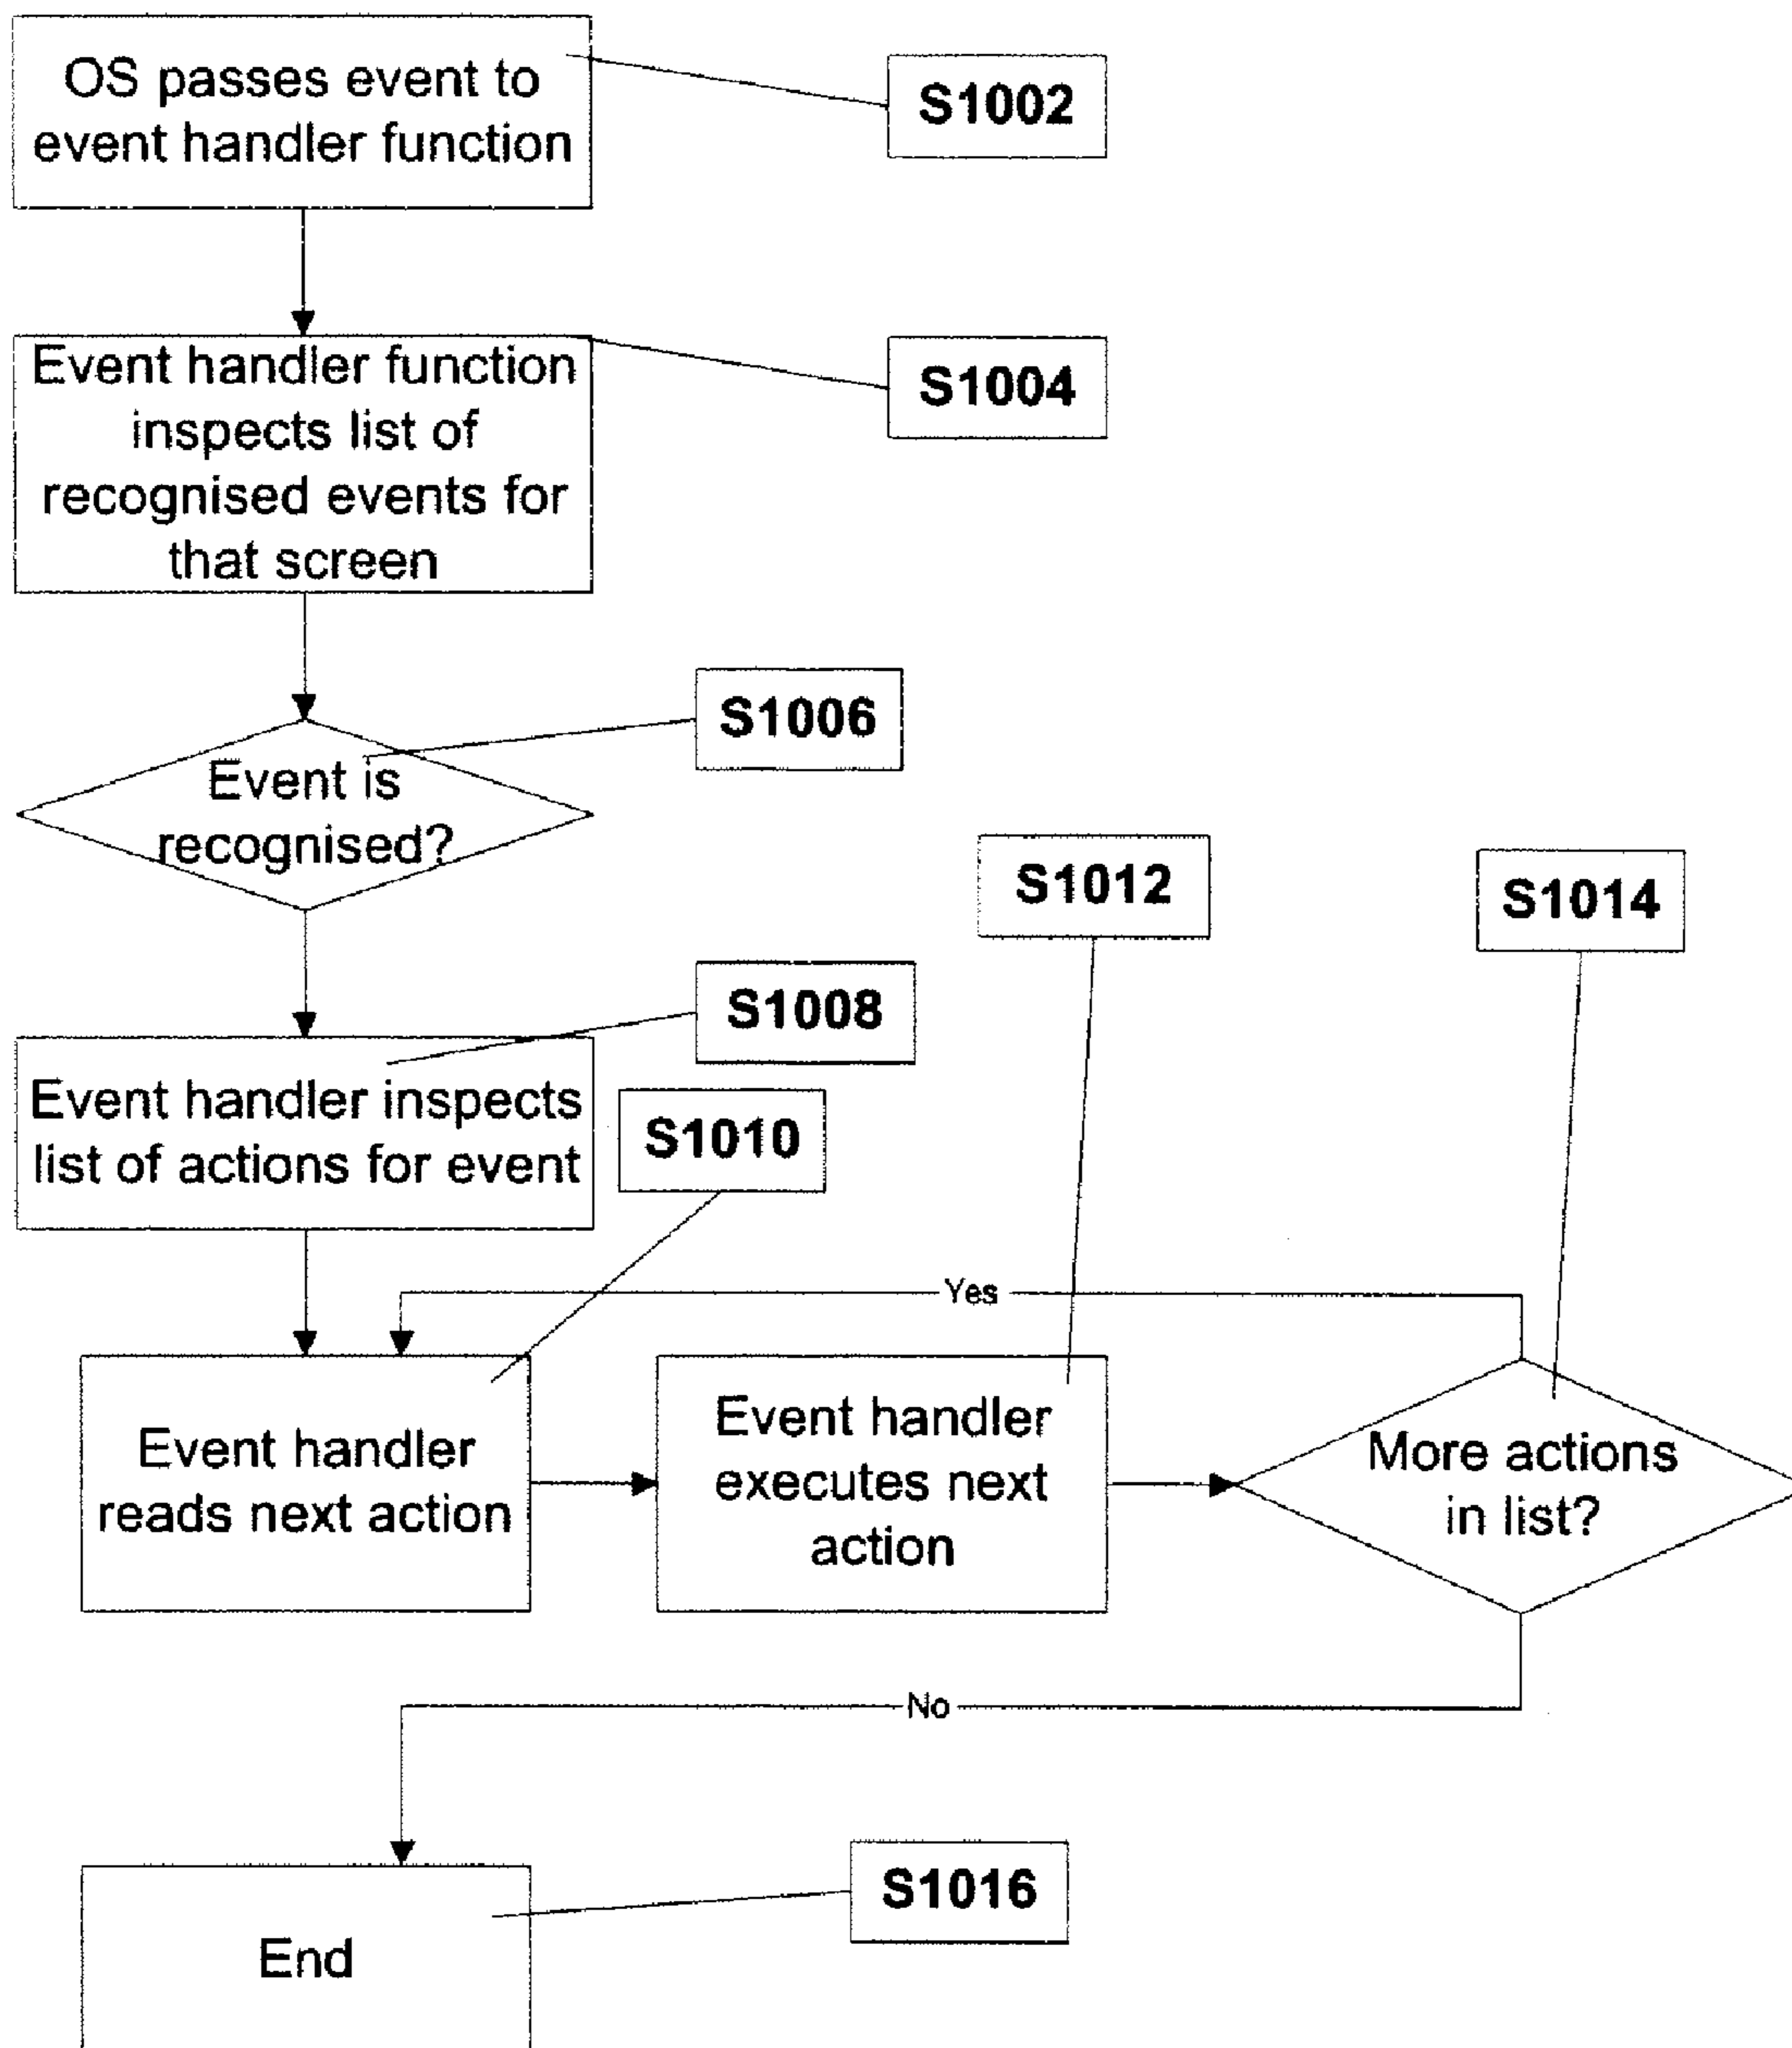 OS passes event to
event handler function
S1002
Event handler function
inspects list of
recognised events for
that screen
S1004
S1006
Event is
recognised?
S1012
S1014
S1008
Event handler inspects
list of actions for event
S1010
Yes
Event handler
reads next action
Event handler
executes next
action
More actions
in list?
No
S1016
End